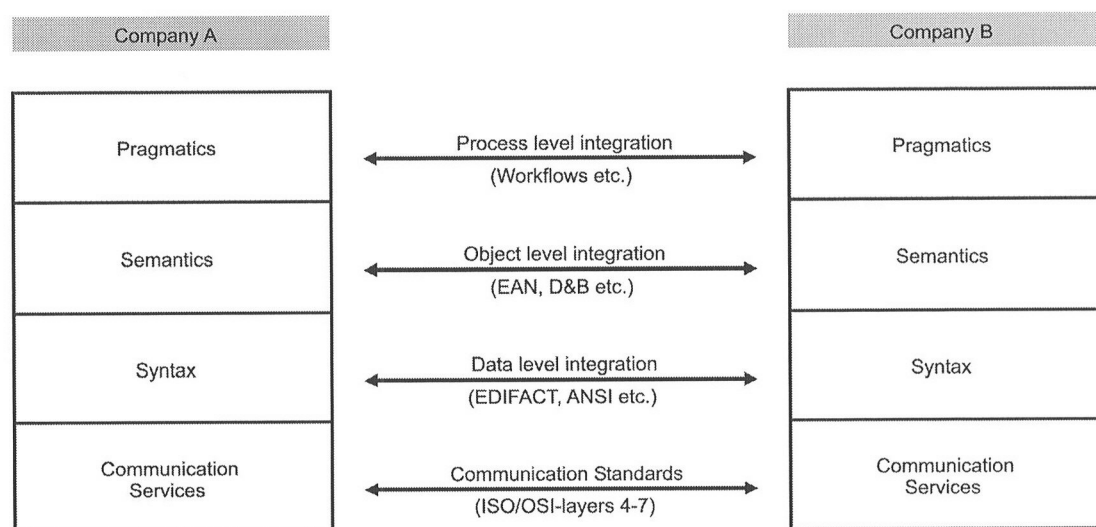 Company A
Company B
Pragmatics
Process level integration
(Workflows etc.)
Pragmatics
Semantics
Object level integration
(EAN, D&B etc.)
Semantics
Syntax
Data level integration
(EDIFACT, ANSI etc.)
Syntax
Communication
Services
Communication Standards
(ISO/OSI-layers 4-7)
Communication
Services